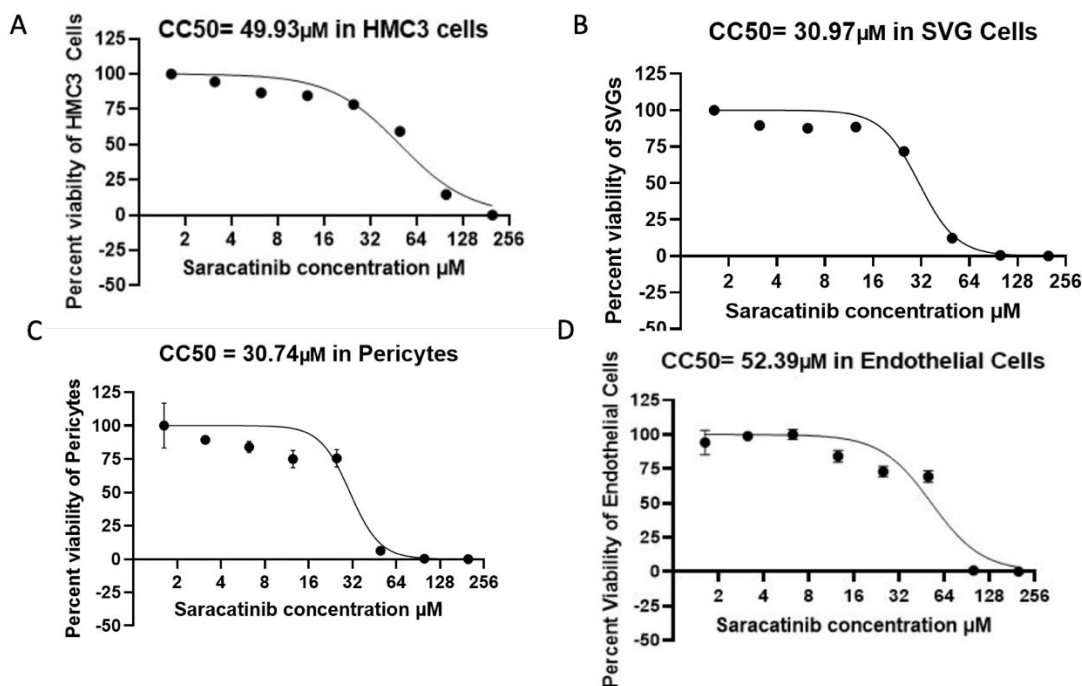 A
CC50= 49.93µM in HMC3 cells
Percent viabilty of HMC3 Cells
125
100
75
50
25
0
-25
-50
2 4 8 16 32 64 128 256
Saracatinib concentration µM
B
CC50= 30.97µM in SVG Cells
Percent viability of SVGs
125
100
75
50
25
0
-25
-50
2 4 8 16 32 64 128 256
Saracatinib concentration µM
C
CC50 = 30.74µM in Pericytes
Percent viability of Pericytes
125
100
75
50
25
0
-25
-50
2 4 8 16 32 64 128 256
Saracatinib concentration µM
D
CC50= 52.39µM in Endothelial Cells
Percent Viability of Endothelial Cells
125
100
75
50
25
0
-25
-50
2 4 8 16 32 64 128 256
Saracatinib concentration µM